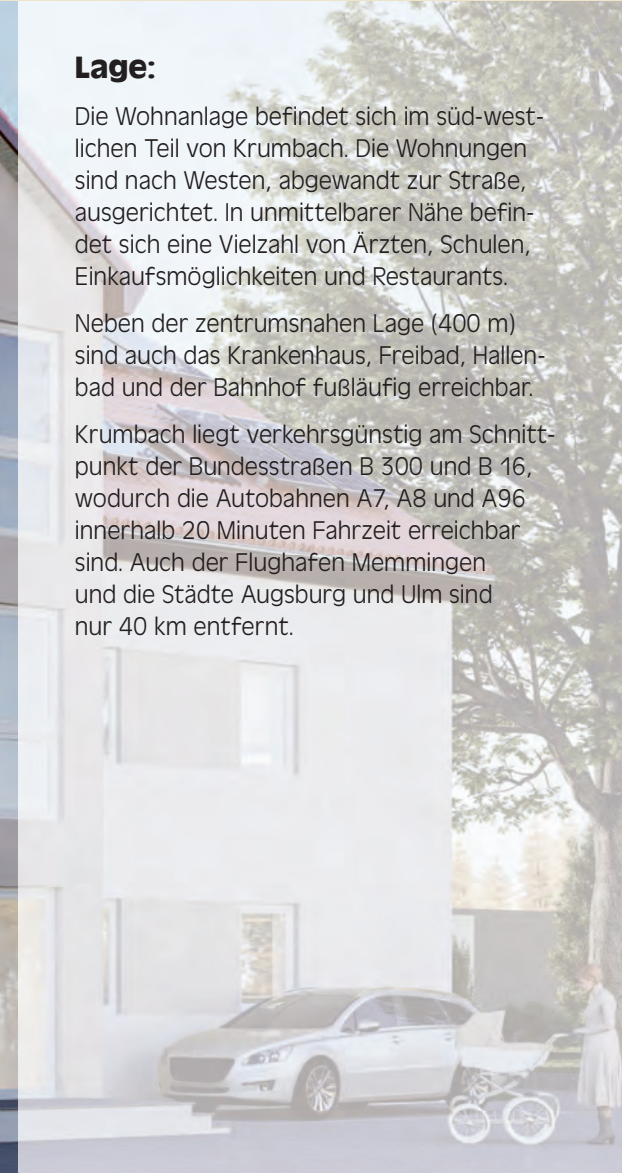 Lage:
Die Wohnanlage befindet sich im süd-west-
lichen Teil von Krumbach. Die Wohnungen
sind nach Westen, abgewandt zur Straße,
ausgerichtet. In unmittelbarer Nähe befin-
det sich eine Vielzahl von Ärzten, Schulen,
Einkaufsmöglichkeiten und Restaurants.
Neben der zentrumsnahen Lage (400 m)
sind auch das Krankenhaus, Freibad, Hallen-
bad und der Bahnhof fußläufig erreichbar.
Krumbach liegt verkehrsgünstig am Schnitt-
punkt der Bundesstraßen B 300 und B 16,
wodurch die Autobahnen A7, A8 und A96
innerhalb 20 Minuten Fahrzeit erreichbar
sind. Auch der Flughafen Memmingen
und die Städte Augsburg und Ulm sind
nur 40 km entfernt.